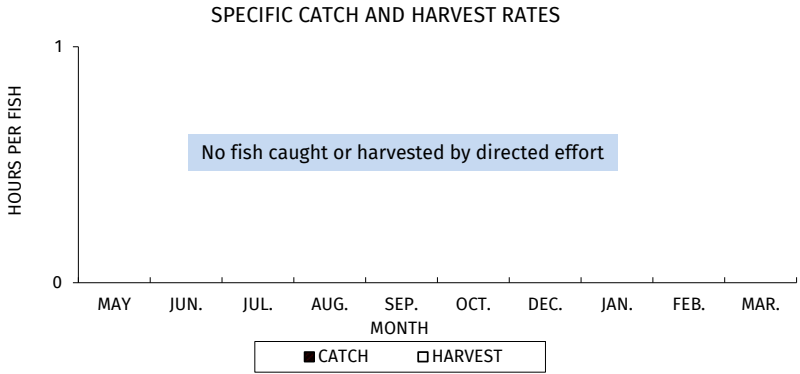 SPECIFIC CATCH AND HARVEST RATES
1
HOURS PER FISH
No fish caught or harvested by directed effort
0
MAY JUN. JUL. AUG. SEP. OCT. DEC. JAN. FEB. MAR.
MONTH
CATCH HARVEST